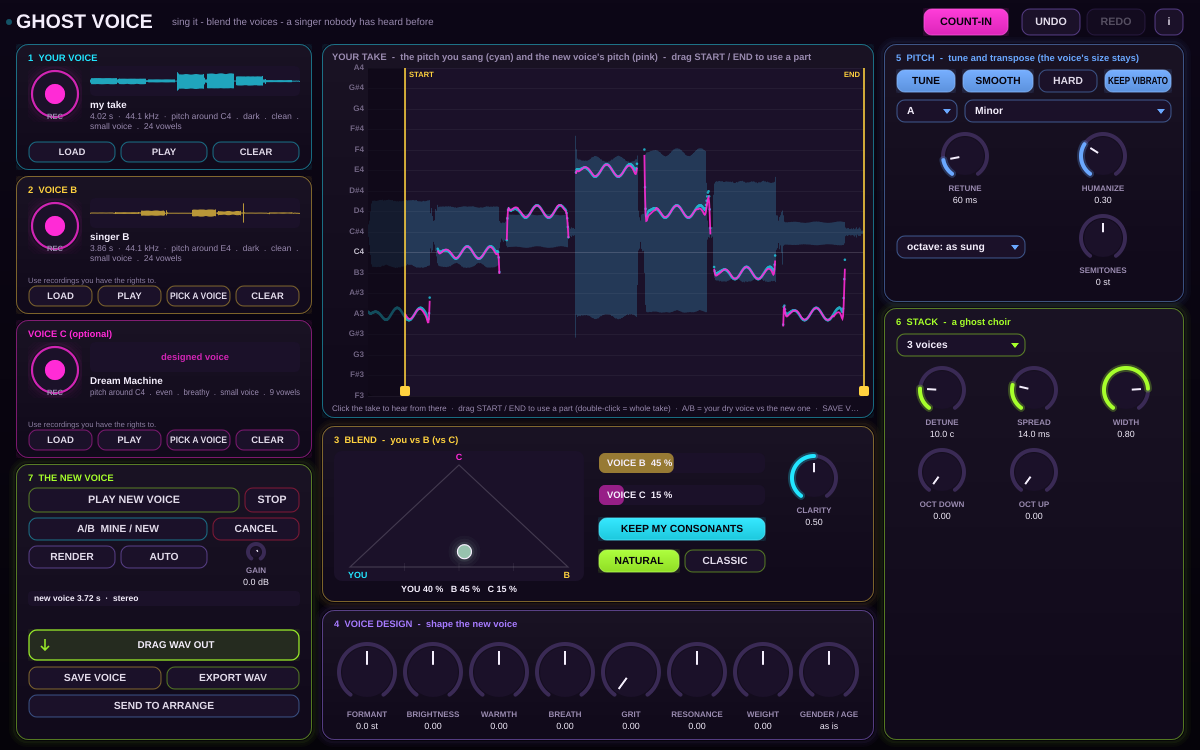 GHOST VOICE
sing it - blend the voices - a singer nobody has heard before
COUNT-IN
UNDO
REDO
i
1 YOUR VOICE
REC
my take
4.02 s · 44.1 kHz · pitch around C4 . dark . clean .
small voice . 24 vowels
LOAD
PLAY
CLEAR
2 VOICE B
REC
singer B
3.86 s · 44.1 kHz · pitch around E4 . dark . clean .
small voice . 24 vowels
Use recordings you have the rights to.
LOAD
PLAY
PICK A VOICE
CLEAR
VOICE C (optional)
designed voice
REC
Dream Machine
pitch around C4 . even . breathy . small voice . 9 vowels
Use recordings you have the rights to.
LOAD
PLAY
PICK A VOICE
CLEAR
7 THE NEW VOICE
PLAY NEW VOICE
STOP
A/B MINE / NEW
CANCEL
RENDER
AUTO
GAIN
0.0 dB
new voice 3.72 s · stereo
DRAG WAV OUT
SAVE VOICE
EXPORT WAV
SEND TO ARRANGE
YOUR TAKE - the pitch you sang (cyan) and the new voice's pitch (pink) - drag START / END to use a part
START
END
A4
G#4
G4
F#4
F4
E4
D#4
D4
C#4
C4
B3
A#3
A3
G#3
G3
F#3
F3
Click the take to hear from there · drag START / END to use a part (double-click = whole take) · A/B = your dry voice vs the new one · SAVE V…
3 BLEND - you vs B (vs C)
C
YOU
B
YOU 40 % B 45 % C 15 %
VOICE B 45 %
VOICE C 15 %
KEEP MY CONSONANTS
NATURAL
CLASSIC
CLARITY
0.50
4 VOICE DESIGN - shape the new voice
FORMANT
0.0 st
BRIGHTNESS
0.00
WARMTH
0.00
BREATH
0.00
GRIT
0.00
RESONANCE
0.00
WEIGHT
0.00
GENDER / AGE
as is
5 PITCH - tune and transpose (the voice's size stays)
TUNE
SMOOTH
HARD
KEEP VIBRATO
A
Minor
RETUNE
60 ms
HUMANIZE
0.30
octave: as sung
SEMITONES
0 st
6 STACK - a ghost choir
3 voices
DETUNE
10.0 c
SPREAD
14.0 ms
WIDTH
0.80
OCT DOWN
0.00
OCT UP
0.00